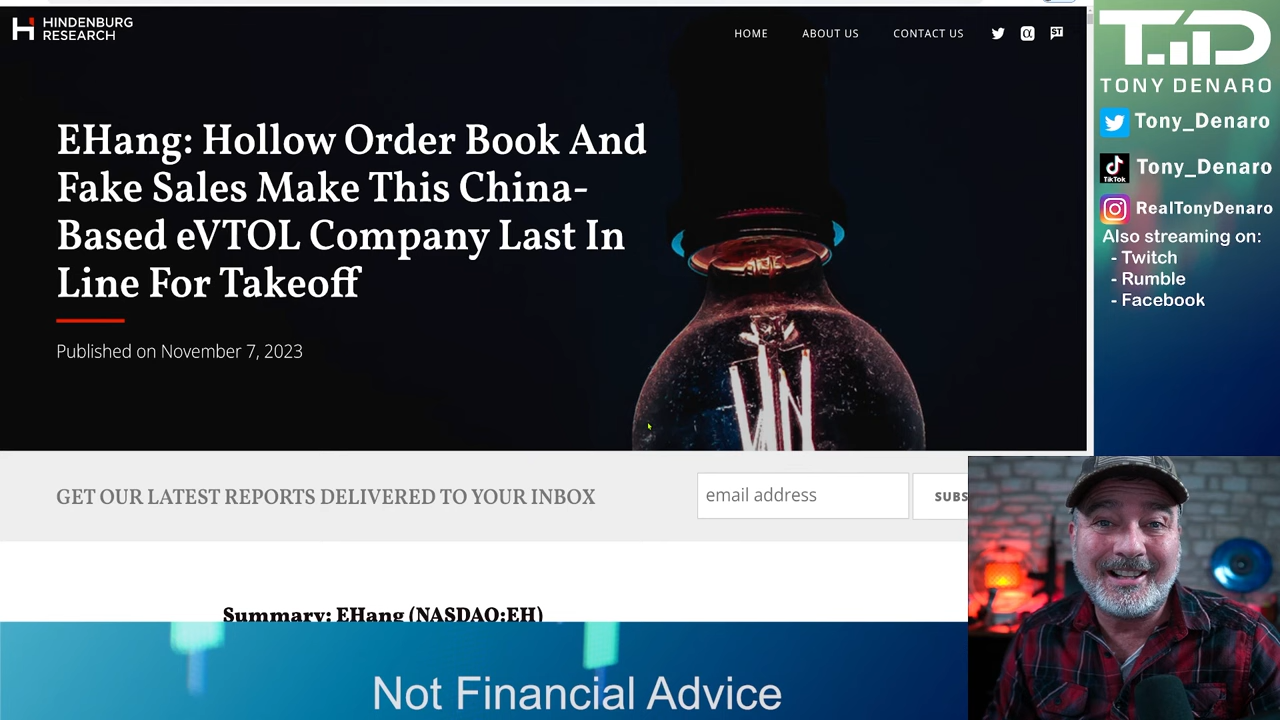 HINDENBURG
RESEARCH
HOME ABOUT US CONTACT US
EHang: Hollow Order Book And
Fake Sales Make This China-
Based eVTOL Company Last In
Line For Takeoff
Published on November 7, 2023
GET OUR LATEST REPORTS DELIVERED TO YOUR INBOX
email address
SUBS
Summary: EHang (NASDAQ:EH)
Not Financial Advice
TD
TONY DENARO
Tony_Denaro
TikTok
Tony_Denaro
RealTonyDenaro
Also streaming on:
- Twitch
- Rumble
- Facebook